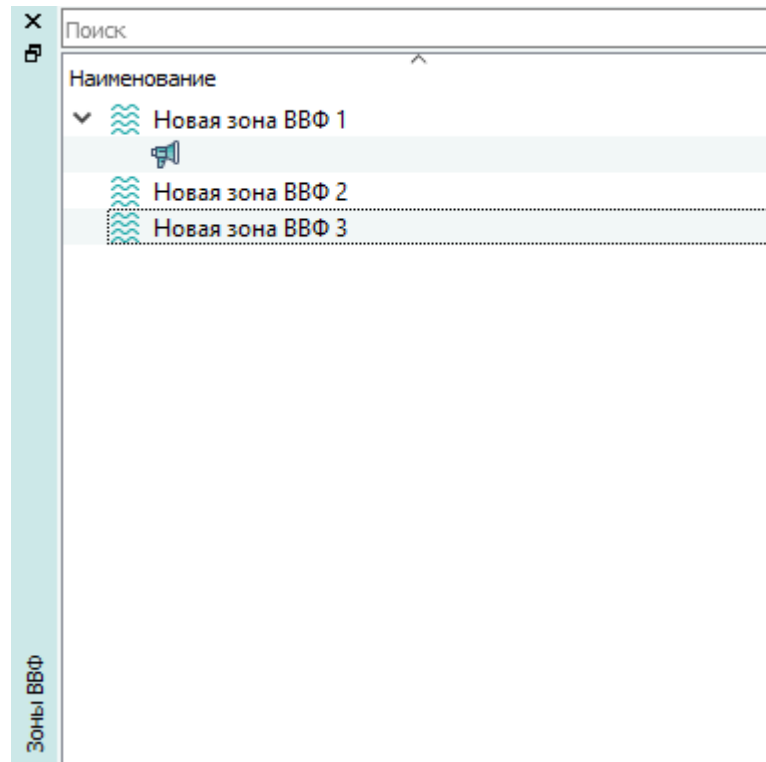 Поиск
Наименование
Новая зона ВВФ 1
Новая зона ВВФ 2
Новая зона ВВФ 3
Зоны ВВФ